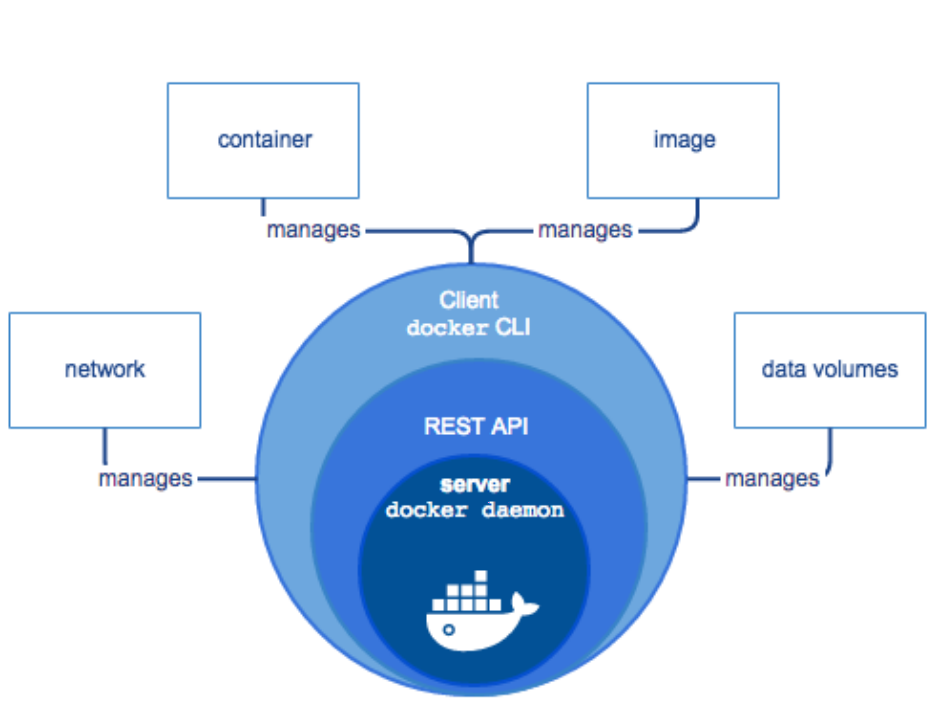 container
image
manages
manages
Client
docker CLI
network
data volumes
REST API
manages
manages
server
docker daemon